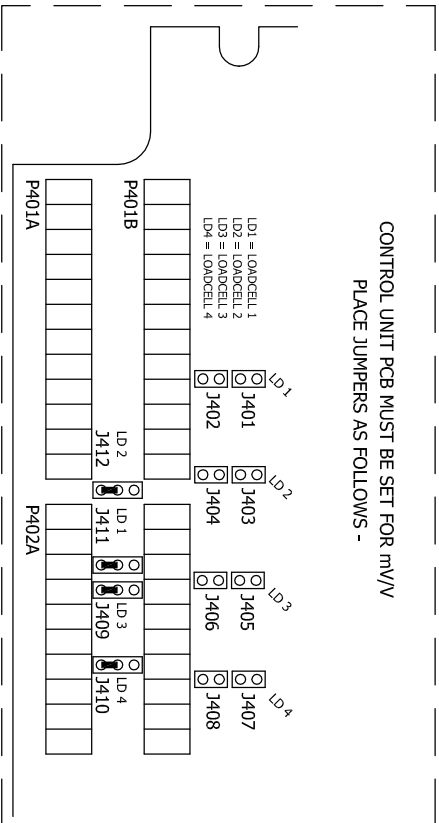 CONTROL UNIT PCB MUST BE SET FOR mV/V
PLACE JUMPERS AS FOLLOWS -
LD1 = LOADCELL 1
LD2 = LOADCELL 2
LD3 = LOADCELL 3
LD4 = LOADCELL 4
LD 1
LD 2
LD 3
LD 4
J401
J403
J405
J407
J402
J404
J406
J408
P401B
LD 2
LD 1
LD 3
LD 4
J412
J411
J409
J410
P401A
P402A